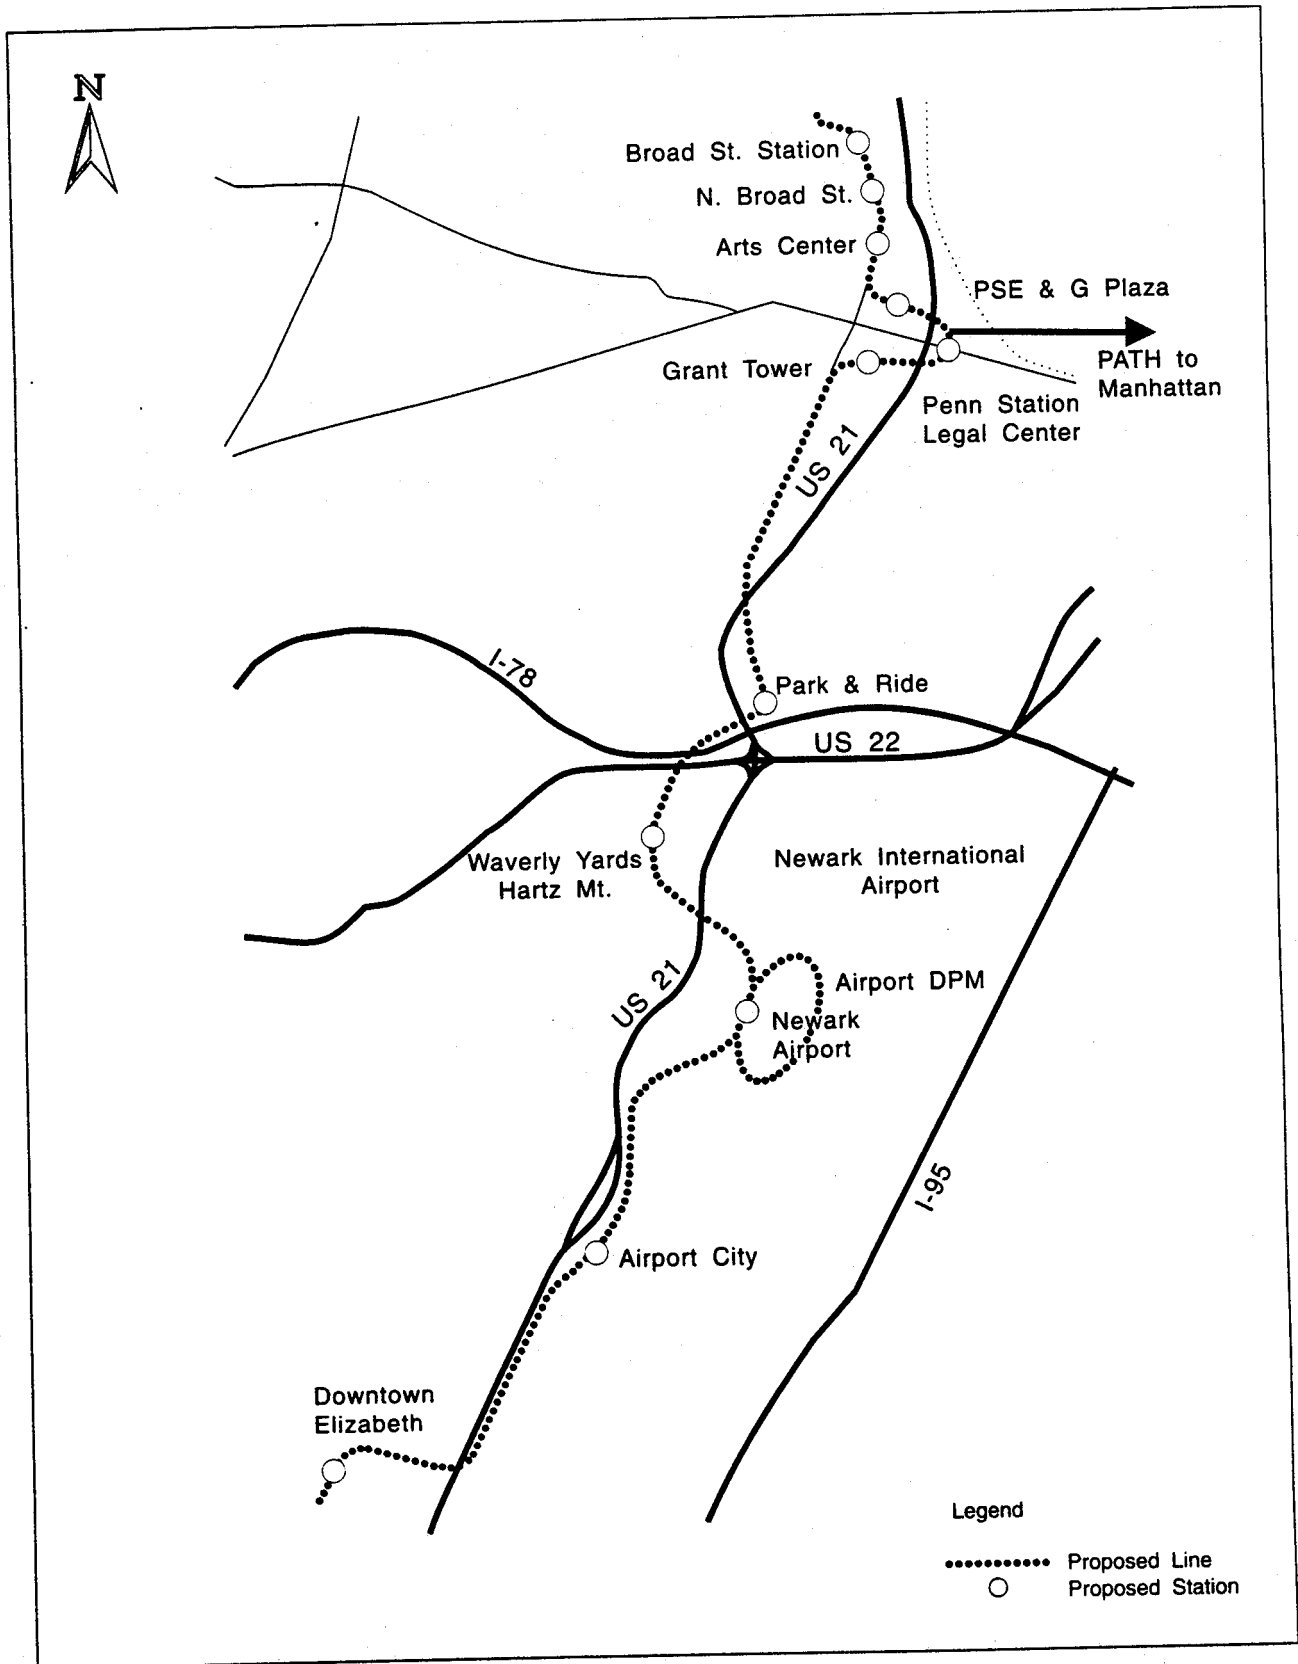 N
Broad St. Station
N. Broad St.
Arts Center
PSE & G Plaza
Grant Tower
PATH to
Manhattan
Penn Station
Legal Center
US 21
I-78
Park & Ride
US 22
Waverly Yards
Hartz Mt.
Newark International
Airport
US 21
Airport DPM
Newark
Airport
I-95
Airport City
Downtown
Elizabeth
Legend
Proposed Line
Proposed Station